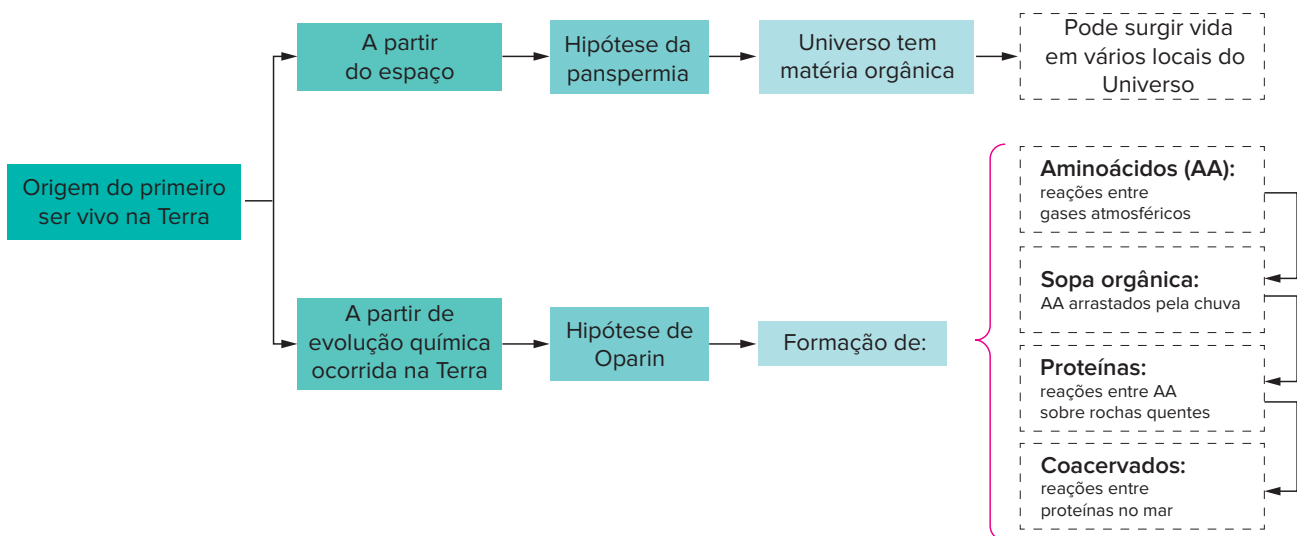 Origem do primeiro
ser vivo na Terra
A partir
do espaço
Hipótese da
panspermia
Universo tem
matéria orgânica
Pode surgir vida
em vários locais do
Universo
A partir de
evolução química
ocorrida na Terra
Hipótese de
Oparin
Formação de:
Aminoácidos (AA):
reações entre
gases atmosféricos
Sopa orgânica:
AA arrastados pela chuva
Proteínas:
reações entre AA
sobre rochas quentes
Coacervados:
reações entre
proteínas no mar